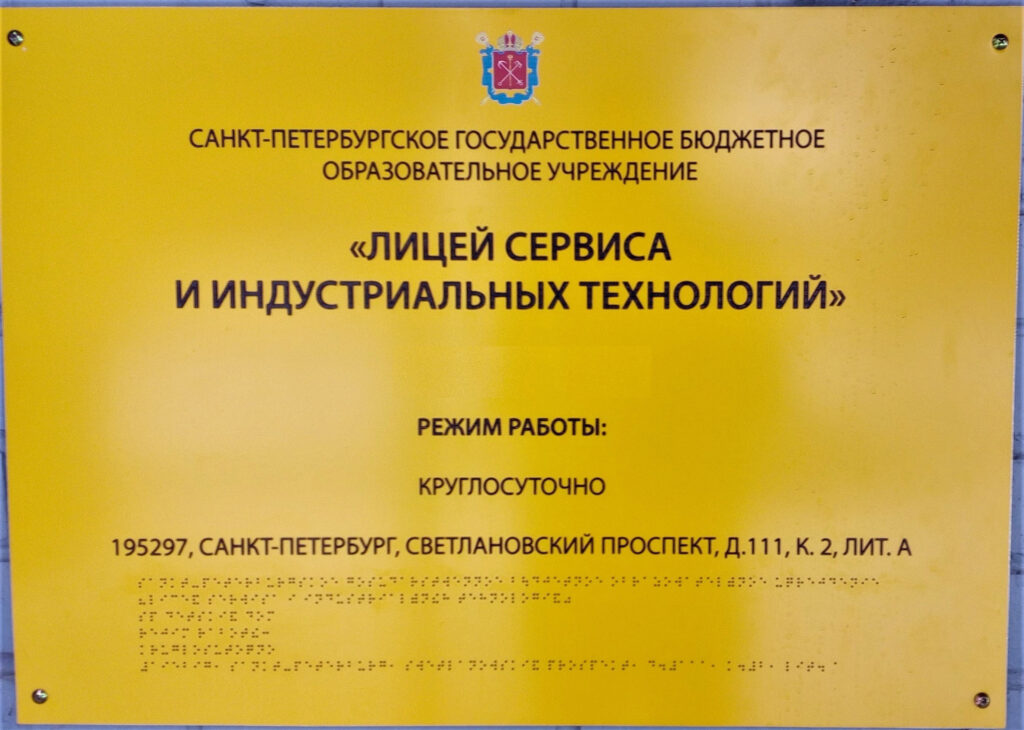 САНКТ-ПЕТЕРБУРГСКОЕ ГОСУДАРСТВЕННОЕ БЮДЖЕТНОЕ
ОБРАЗОВАТЕЛЬНОЕ УЧРЕЖДЕНИЕ
«ЛИЦЕЙ СЕРВИСА
И ИНДУСТРИАЛЬНЫХ ТЕХНОЛОГИЙ»
РЕЖИМ РАБОТЫ:
КРУГЛОСУТОЧНО
195297, САНКТ-ПЕТЕРБУРГ, СВЕТЛАНОВСКИЙ ПРОСПЕКТ, Д.111, К. 2, ЛИТ. А